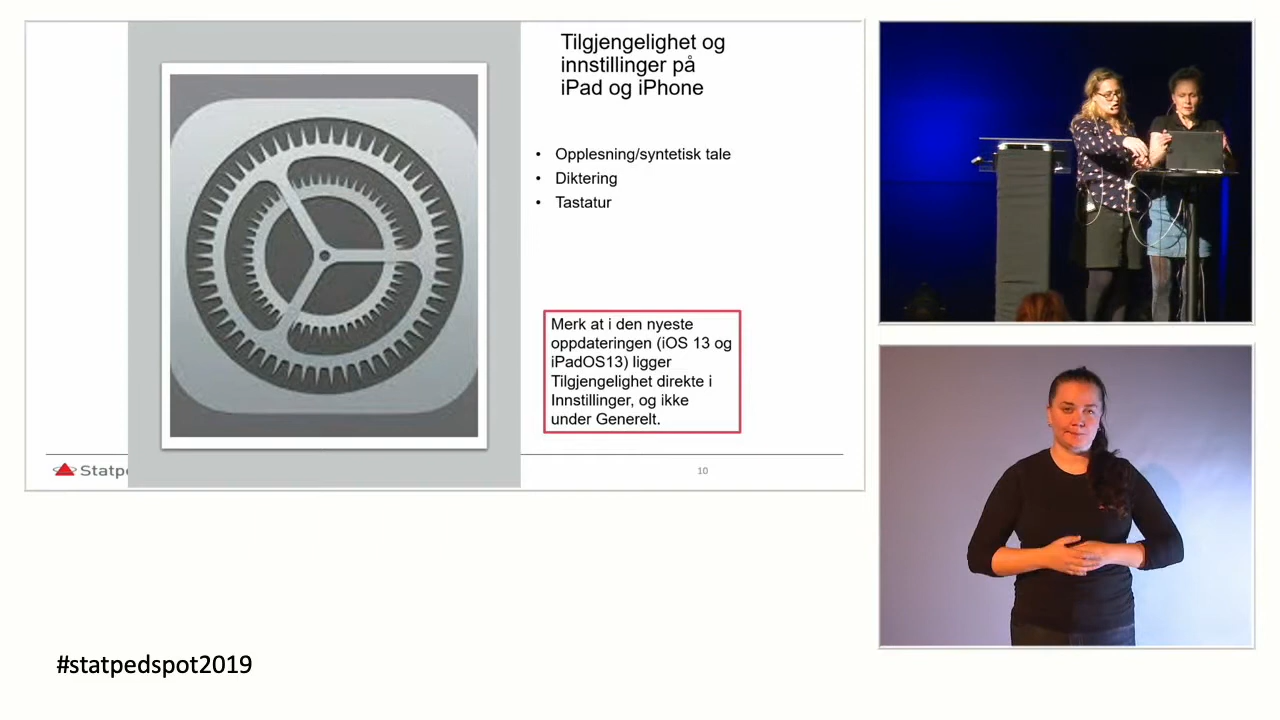 Tilgjengelighet og
innstillinger på
iPad og iPhone
• Opplesning/syntetisk tale
• Diktering
• Tastatur
Merk at i den nyeste
oppdateringen (iOS 13 og
iPadOS13) ligger
Tilgjengelighet direkte i
Innstillinger, og ikke
under Generelt.
Statpe
10
#statpedspot2019